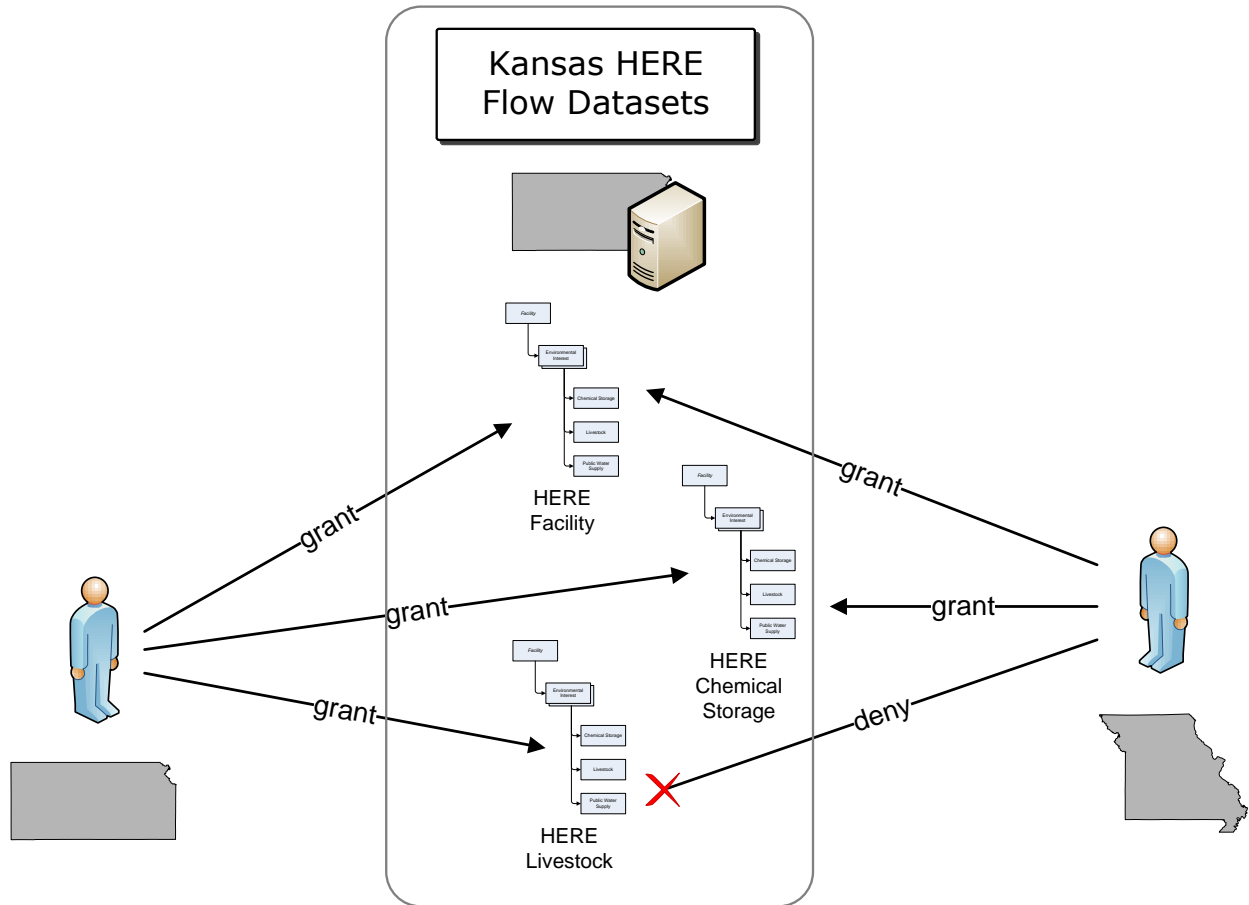 Kansas HERE
Flow Datasets
Facility
Environmental
Interest
Chemical Storage
Livestock
Public Water
Supply
HERE
Facility
grant
grant
Facility
Environmental
Interest
Chemical Storage
Livestock
Public Water
Supply
HERE
Chemical
Storage
grant
grant
Facility
Environmental
Interest
Chemical Storage
Livestock
Public Water
Supply
HERE
Livestock
grant
deny